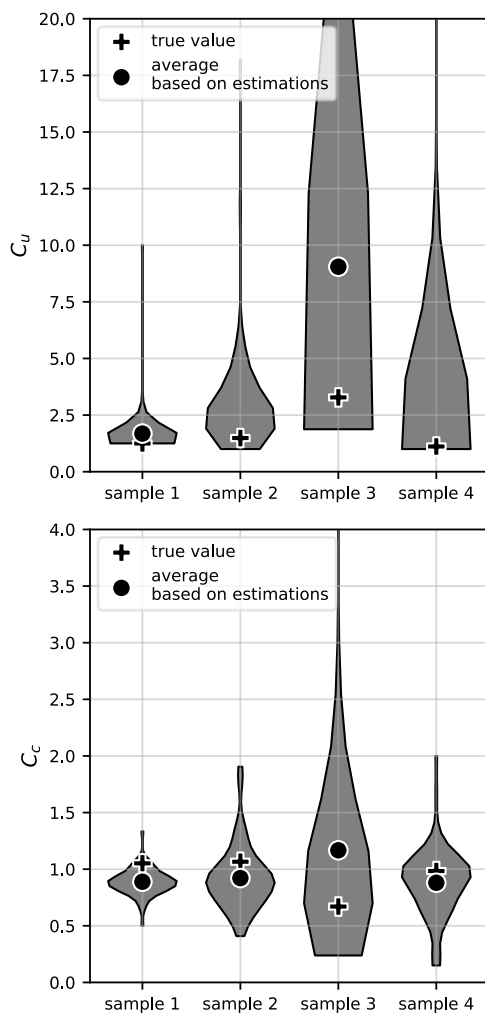 20.0
17.5
15.0
12.5
10.0
7.5
5.0
2.5
0.0
C_u
true value
average
based on estimations
sample 1 sample 2 sample 3 sample 4
4.0
3.5
3.0
2.5
2.0
1.5
1.0
0.5
0.0
C_c
true value
average
based on estimations
sample 1 sample 2 sample 3 sample 4